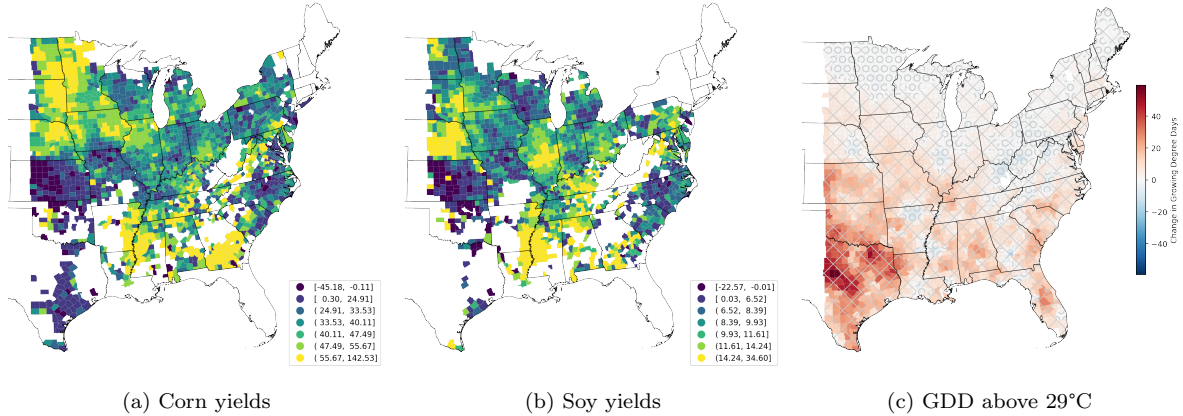 [-45.18, -0.11]
[ 0.30, 24.91]
( 24.91, 33.53]
( 33.53, 40.11]
( 40.11, 47.49]
( 47.49, 55.67]
( 55.67, 142.53]
(a) Corn yields
[-22.57, -0.01]
[ 0.03, 6.52]
( 6.52, 8.39]
( 8.39, 9.93]
( 9.93, 11.61]
(11.61, 14.24]
(14.24, 34.60]
(b) Soy yields
40
20
0
−20
−40
Change in Growing Degree Days
(c) GDD above 29°C